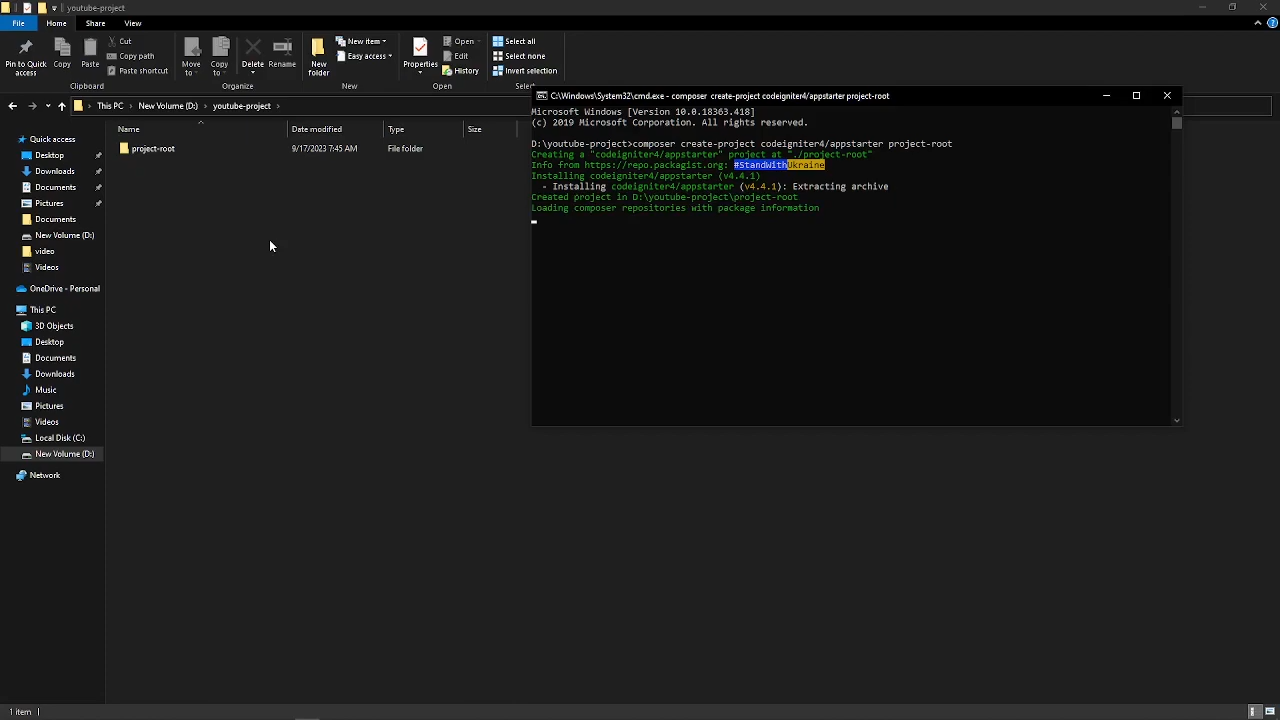 youtube-project
File Home Share View
Pin to Quick access
Copy
Paste
Cut
Copy path
Paste shortcut
Clipboard
Move to
Copy to
Delete
Rename
Organize
New folder
New item
Easy access
New
Properties
Open
Edit
History
Open
Select all
Select none
Invert selection
Selec
This PC > New Volume (D:) > youtube-project >
Name Date modified Type Size
project-root 9/17/2023 7:45 AM File folder
Quick access
Desktop
Downloads
Documents
Pictures
Documents
New Volume (D:)
video
Videos
OneDrive - Personal
This PC
3D Objects
Desktop
Documents
Downloads
Music
Pictures
Videos
Local Disk (C:)
New Volume (D:)
Network
1 item
C:\Windows\System32\cmd.exe - composer create-project codeigniter4/appstarter project-root
Microsoft Windows [Version 10.0.18363.418]
(c) 2019 Microsoft Corporation. All rights reserved.
D:\youtube-project>composer create-project codeigniter4/appstarter project-root
Creating a "codeigniter4/appstarter" project at "./project-root"
Info from https://repo.packagist.org: #StandWithUkraine
Installing codeigniter4/appstarter (v4.4.1)
- Installing codeigniter4/appstarter (v4.4.1): Extracting archive
Created project in D:\youtube-project\project-root
Loading composer repositories with package information